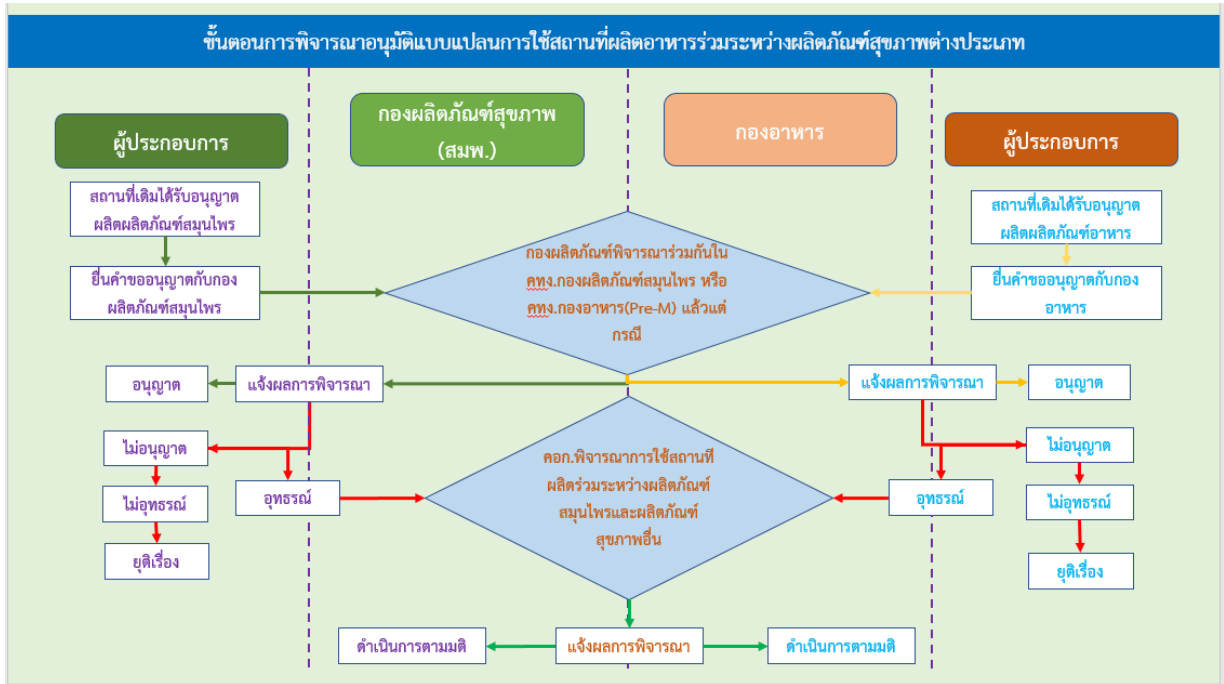 ขั้นตอนการพิจารณาอนุมัติแบบแปลนการใช้สถานที่ผลิตอาหารร่วมระหว่างผลิตภัณฑ์สุขภาพต่างประเภท
ผู้ประกอบการ
กองผลิตภัณฑ์สุขภาพ
(สมพ.)
กองอาหาร
ผู้ประกอบการ
สถานที่เดิมได้รับอนุญาต
ผลิตผลิตภัณฑ์สมุนไพร
สถานที่เดิมได้รับอนุญาต
ผลิตผลิตภัณฑ์อาหาร
ยื่นคำขออนุญาตกับกอง
ผลิตภัณฑ์สมุนไพร
กองผลิตภัณฑ์พิจารณาร่วมกันใน
คทง.กองผลิตภัณฑ์สมุนไพร หรือ
คทง.กองอาหาร(Pre-M) แล้วแต่
กรณี
ยื่นคำขออนุญาตกับกอง
อาหาร
อนุญาต
แจ้งผลการพิจารณา
แจ้งผลการพิจารณา
อนุญาต
ไม่อนุญาต
ไม่อนุญาต
คอก.พิจารณาการใช้สถานที่
ผลิตร่วมระหว่างผลิตภัณฑ์
สมุนไพรและผลิตภัณฑ์
สุขภาพอื่น
ไม่อุทธรณ์
อุทธรณ์
อุทธรณ์
ไม่อุทธรณ์
ยุติเรื่อง
ยุติเรื่อง
ดำเนินการตามมติ
แจ้งผลการพิจารณา
ดำเนินการตามมติ